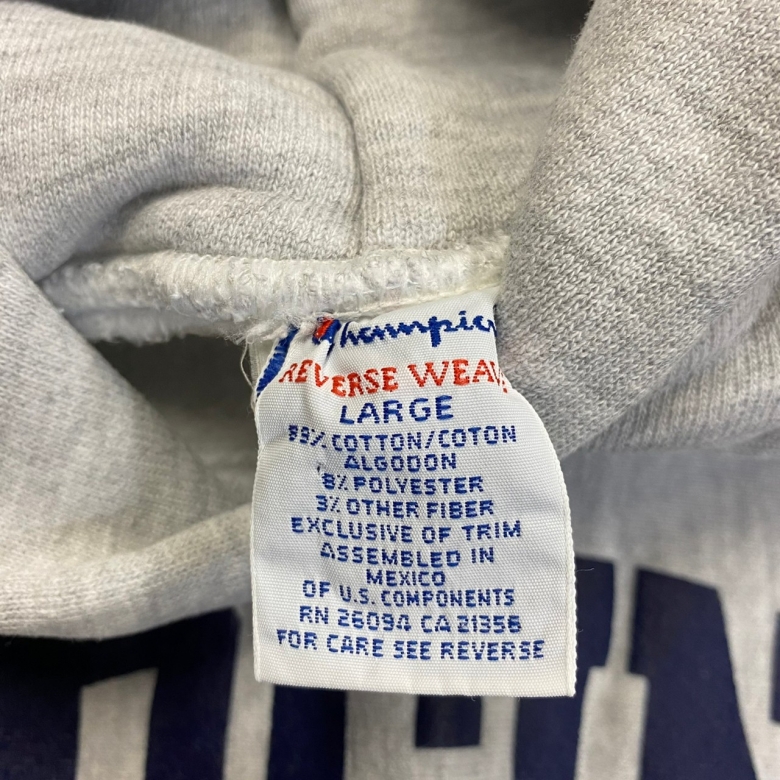 Champion
REVERSE WEAVE
LARGE
89% COTTON/COTON
ALGODON
8% POLYESTER
3% OTHER FIBER
EXCLUSIVE OF TRIM
ASSEMBLED IN
MEXICO
OF U.S. COMPONENTS
RN 26094 CA 21356
FOR CARE SEE REVERSE